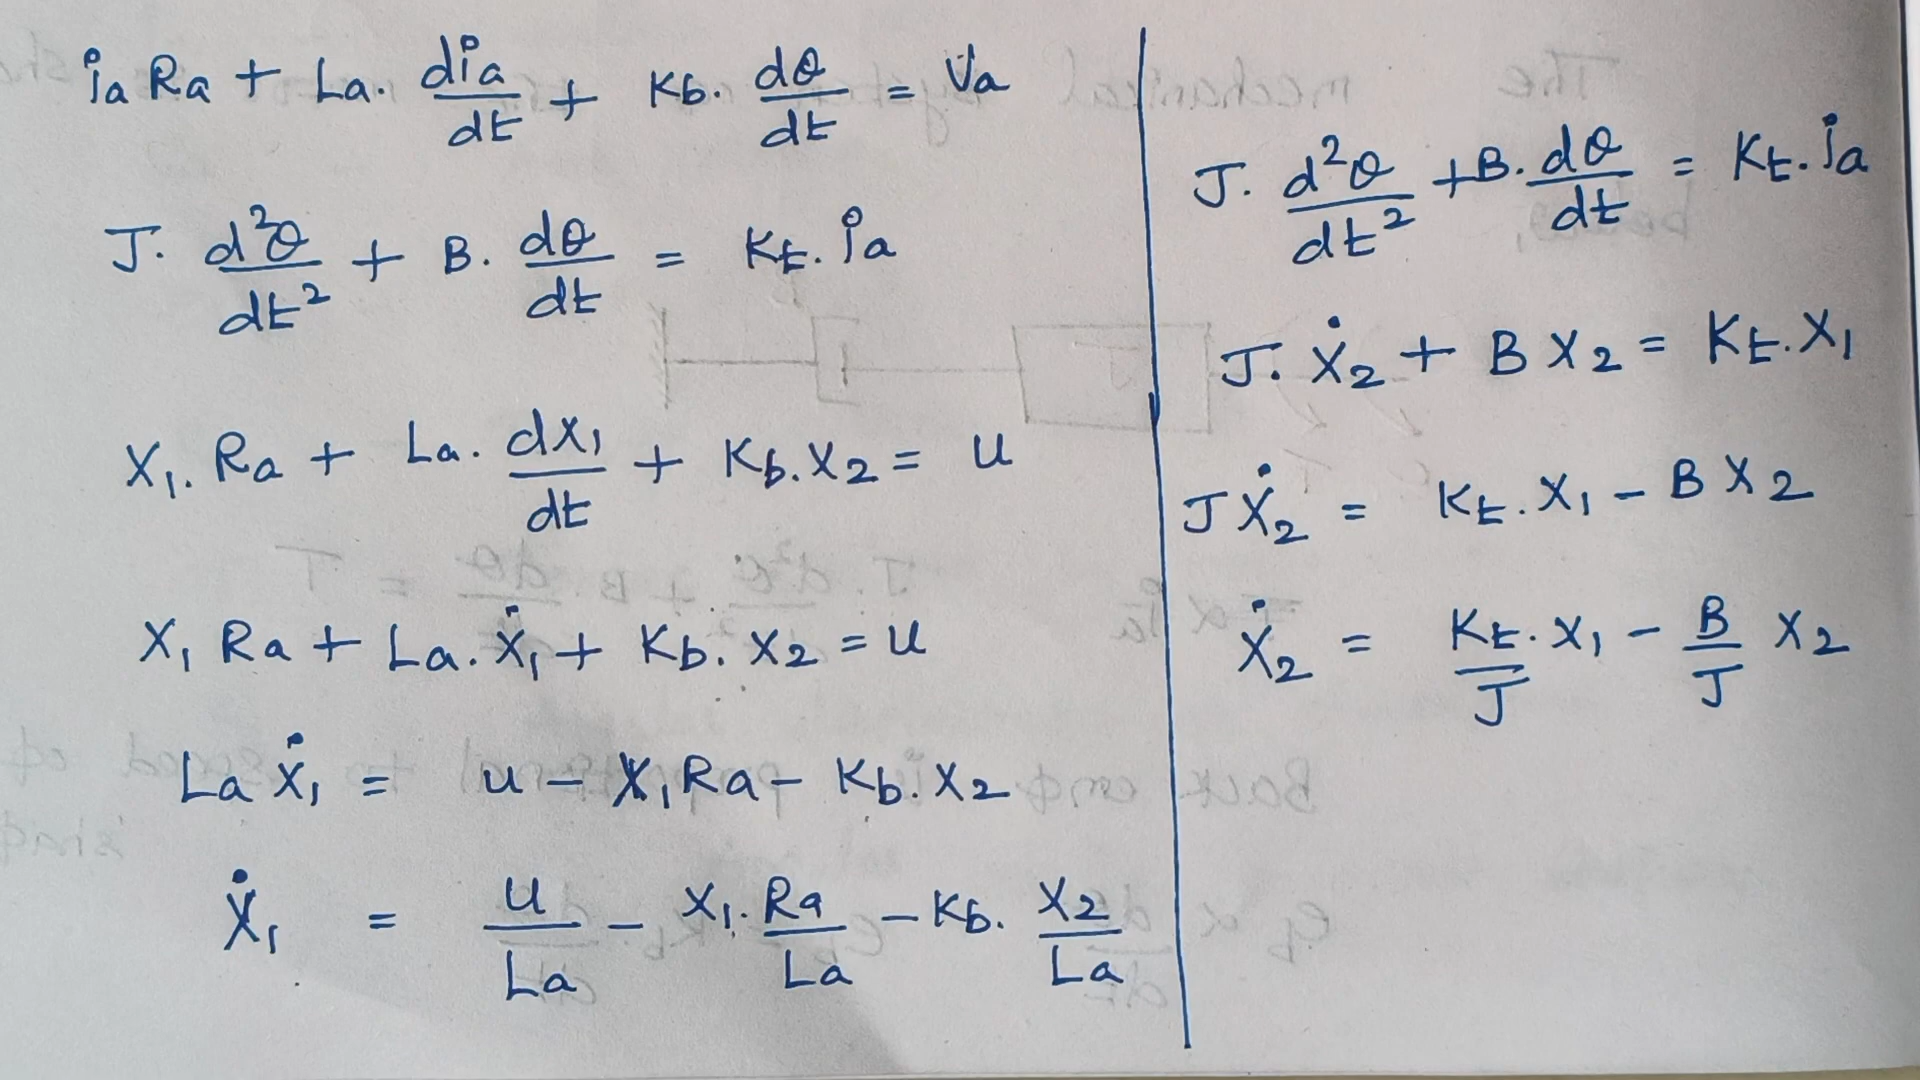 ia Ra + La. dia/dt + Kb. dθ/dt = Va
J. d²θ/dt² + B. dθ/dt = Kt. ia
X₁. Ra + La. dX₁/dt + Kb. X₂ = U
X₁ Ra + La. Ẋ₁ + Kb. X₂ = U
La Ẋ₁ = U - X₁ Ra - Kb. X₂
Ẋ₁ = U/La - X₁. Ra/La - Kb. X₂/La
J. d²θ/dt² + B. dθ/dt = Kt. ia
J. Ẋ₂ + B X₂ = Kt. X₁
J Ẋ₂ = Kt. X₁ - B X₂
Ẋ₂ = Kt/J . X₁ - B/J X₂